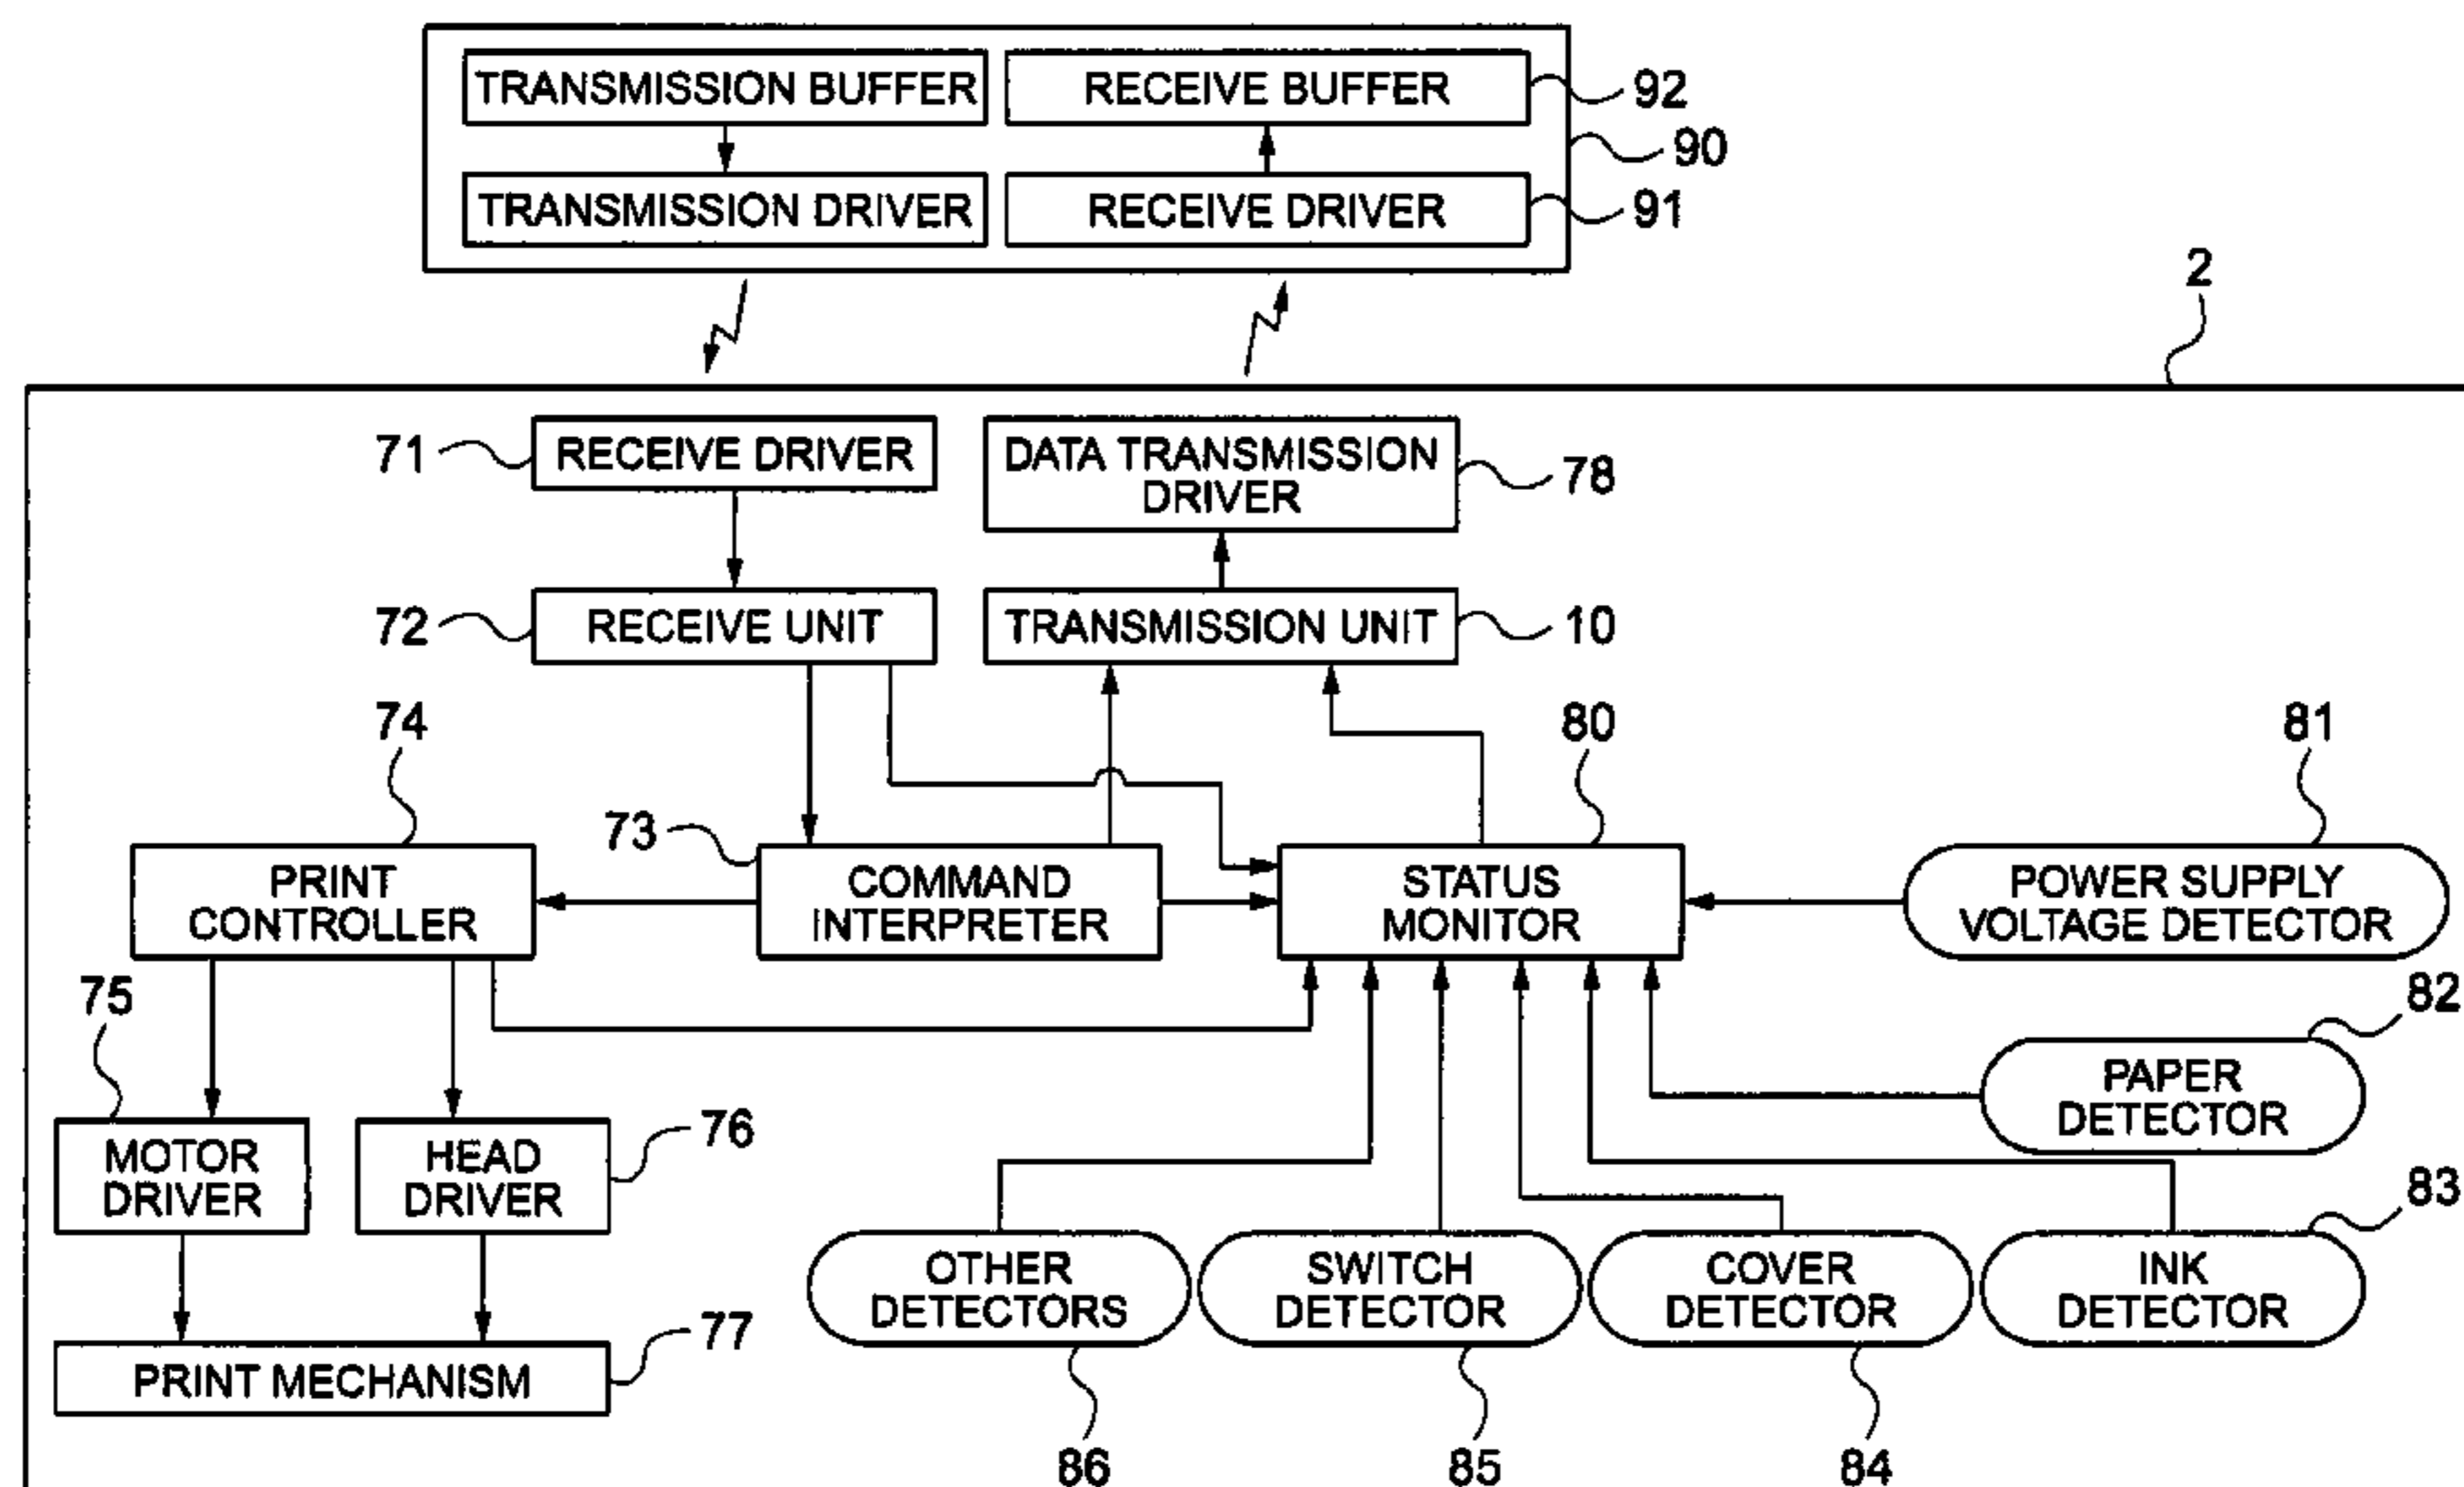 TRANSMISSION BUFFER
RECEIVE BUFFER
92
90
TRANSMISSION DRIVER
RECEIVE DRIVER
91
2
71
RECEIVE DRIVER
DATA TRANSMISSION
DRIVER
78
72
RECEIVE UNIT
TRANSMISSION UNIT
10
74
80
81
73
PRINT
CONTROLLER
COMMAND
INTERPRETER
STATUS
MONITOR
POWER SUPPLY
VOLTAGE DETECTOR
75
82
76
MOTOR
DRIVER
HEAD
DRIVER
PAPER
DETECTOR
83
OTHER
DETECTORS
SWITCH
DETECTOR
COVER
DETECTOR
INK
DETECTOR
77
PRINT MECHANISM
86
85
84